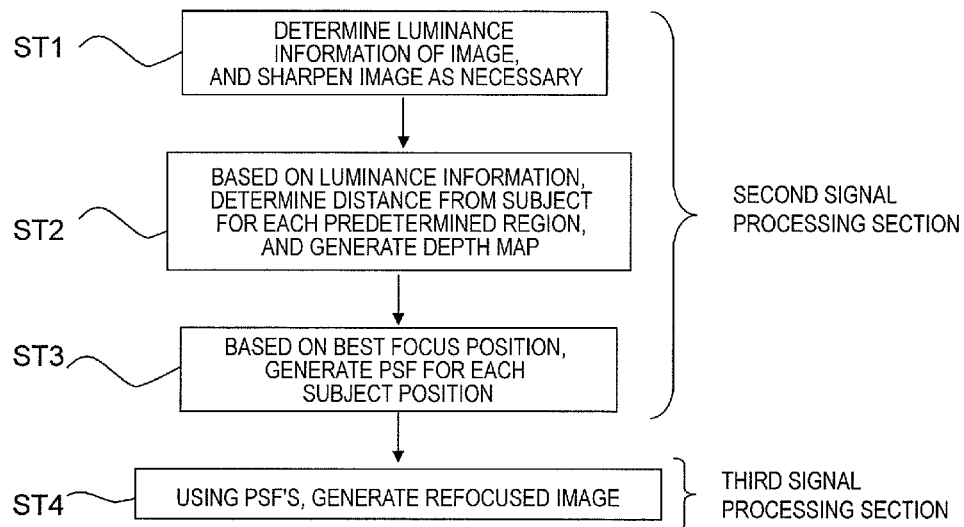 ST1
DETERMINE LUMINANCE
INFORMATION OF IMAGE,
AND SHARPEN IMAGE AS NECESSARY
ST2
BASED ON LUMINANCE INFORMATION,
DETERMINE DISTANCE FROM SUBJECT
FOR EACH PREDETERMINED REGION,
AND GENERATE DEPTH MAP
SECOND SIGNAL
PROCESSING SECTION
ST3
BASED ON BEST FOCUS POSITION,
GENERATE PSF FOR EACH
SUBJECT POSITION
ST4
USING PSF'S, GENERATE REFOCUSED IMAGE
THIRD SIGNAL
PROCESSING SECTION